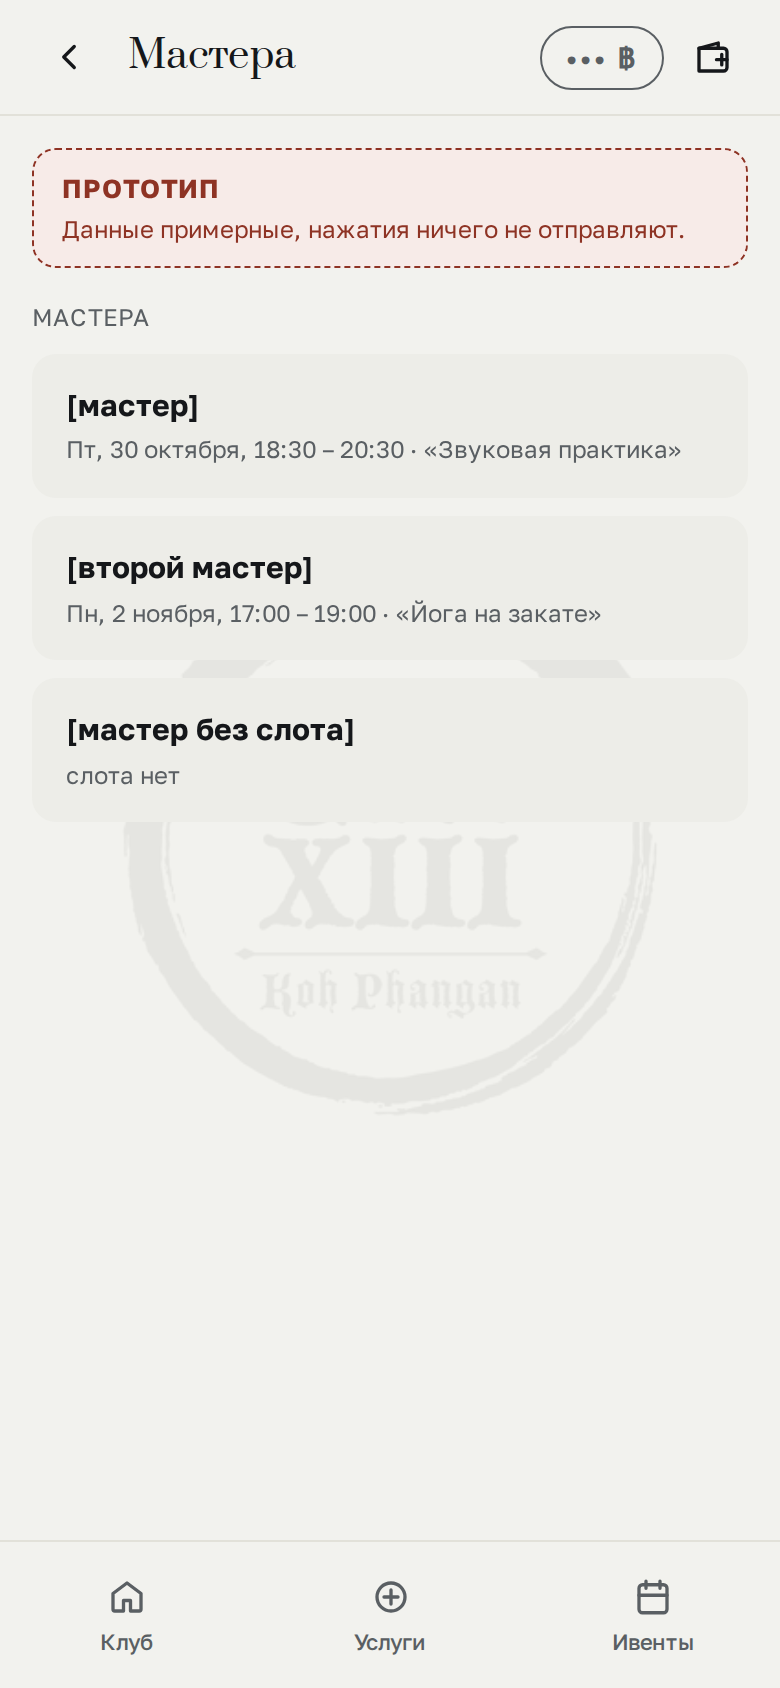 Мастера
••• ฿
ПРОТОТИП
Данные примерные, нажатия ничего не отправляют.
МАСТЕРА
[мастер]
Пт, 30 октября, 18:30 – 20:30 · «Звуковая практика»
[второй мастер]
Пн, 2 ноября, 17:00 – 19:00 · «Йога на закате»
[мастер без слота]
слота нет
XIII
Koh Phangan
Клуб
Услуги
Ивенты